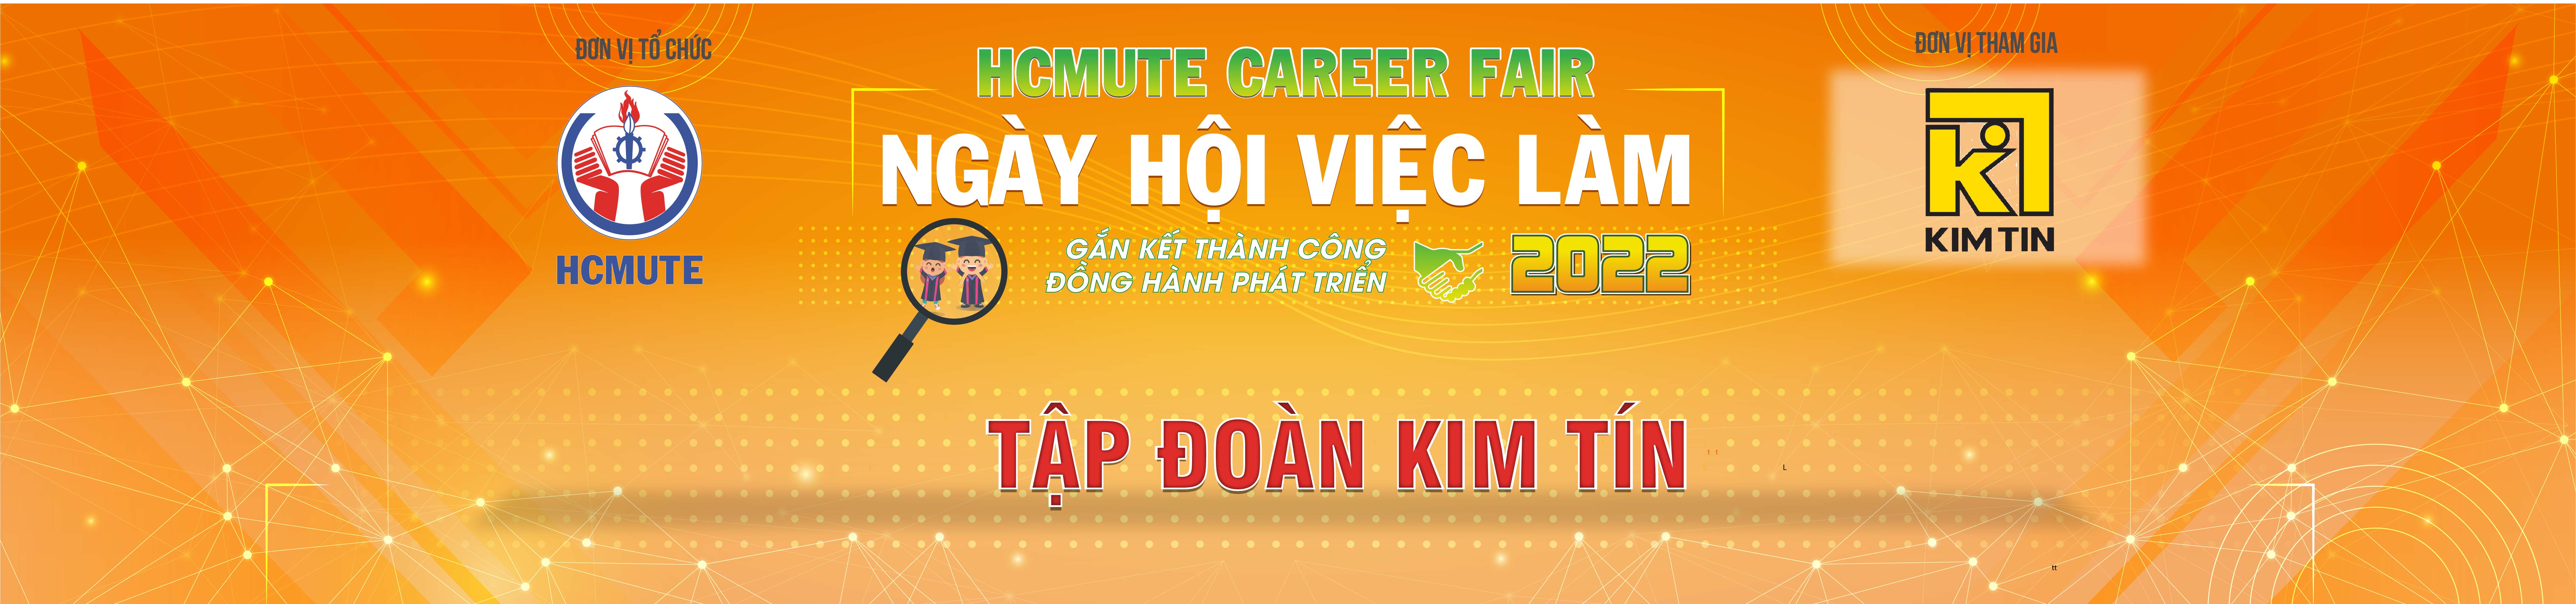 ĐƠN VỊ TỔ CHỨC
HCMUTE
HCMUTE CAREER FAIR
NGÀY HỘI VIỆC LÀM
GẮN KẾT THÀNH CÔNG
ĐỒNG HÀNH PHÁT TRIỂN
2022
ĐƠN VỊ THAM GIA
KIM TIN
TẬP ĐOÀN KIM TÍN
t t
L
tt